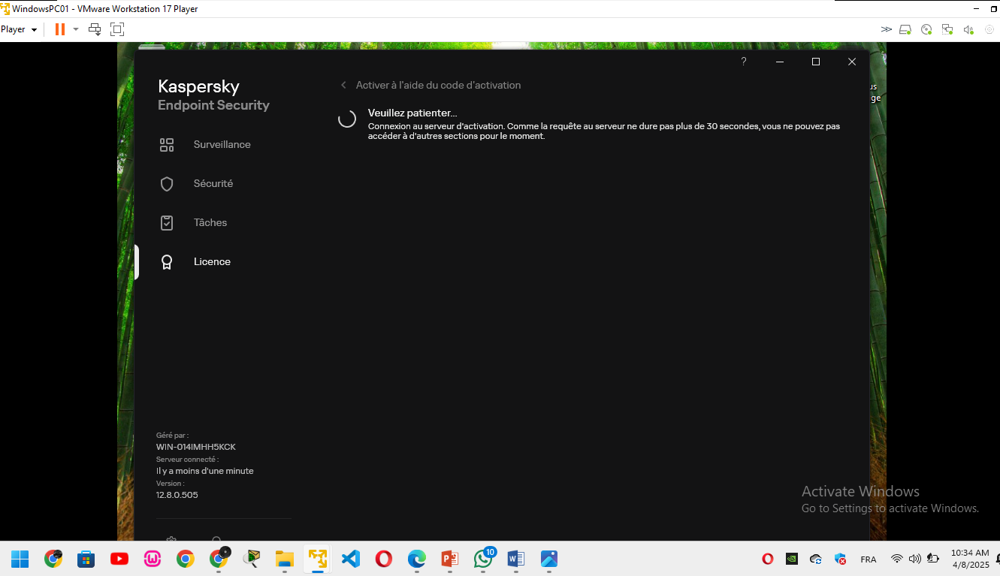 WindowsPC01 - VMware Workstation 17 Player
Player
us
ge
Kaspersky
Endpoint Security
Surveillance
Sécurité
Tâches
Licence
Activer à l'aide du code d'activation
Veuillez patienter...
Connexion au serveur d'activation. Comme la requête au serveur ne dure pas plus de 30 secondes, vous ne pouvez pas
accéder à d'autres sections pour le moment.
Géré par :
WIN-014IMHH5KCK
Serveur connecté :
Il y a moins d'une minute
Version :
12.8.0.505
Activate Windows
Go to Settings to activate Windows.
10
FRA
10:34 AM
4/8/2025